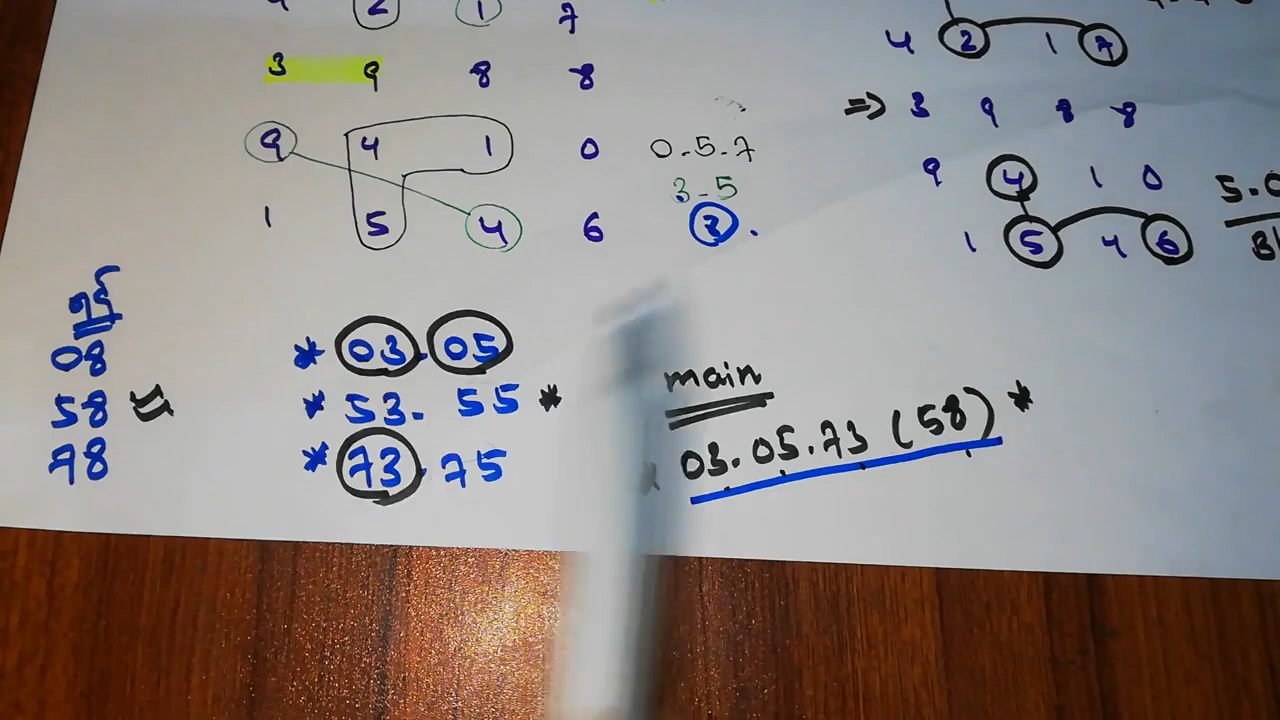 4 2 1 7
3 9 8 8
9 4 1 0 0.5.7
3-5
1 5 4 6 3.
4 2 1 7
=> 3 9 8 8
9 4 1 0
1 5 4 6
08
58
78
* 03. 05
* 53. 55 *
* 73. 75
main
03.05.73 (58) *